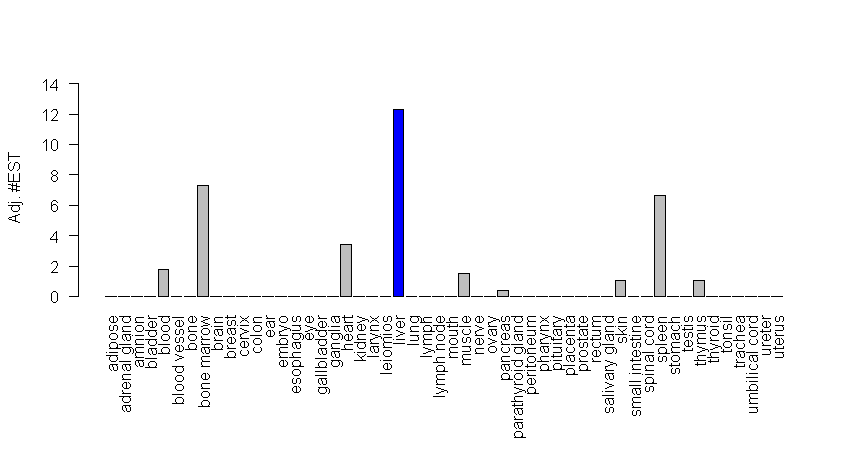 Adj. #EST
14
12
10
8
6
4
2
0
adipose
adrenal gland
amnion
bladder
blood
blood vessel
bone
bone marrow
brain
breast
cervix
colon
ear
embryo
esophagus
eye
gallbladder
ganglia
heart
kidney
larynx
leiomios
liver
lung
lymph
lymph node
mouth
muscle
nerve
ovary
pancreas
parathyroid gland
peritoneum
pharynx
pituitary
placenta
prostate
rectum
salivary gland
skin
small intestine
spinal cord
spleen
stomach
testis
thymus
thyroid
tonsil
trachea
umbilical cord
ureter
uterus